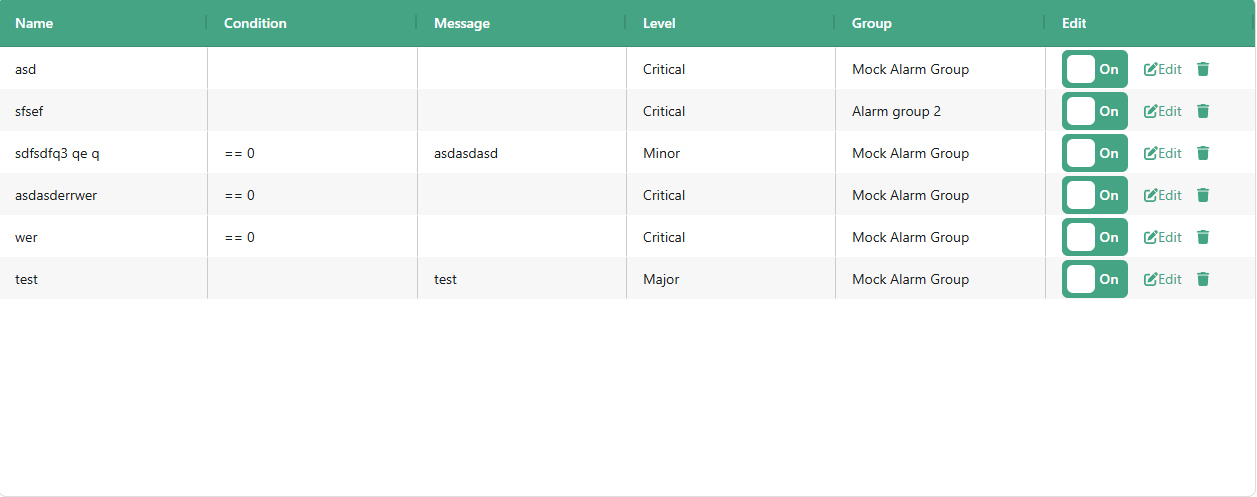 Name Condition Message Level Group Edit
asd Critical Mock Alarm Group On Edit
sfsef Critical Alarm group 2 On Edit
sdfsdfq3 qe q == 0 asdasdasd Minor Mock Alarm Group On Edit
asdasderrwer == 0 Critical Mock Alarm Group On Edit
wer == 0 Critical Mock Alarm Group On Edit
test test Major Mock Alarm Group On Edit